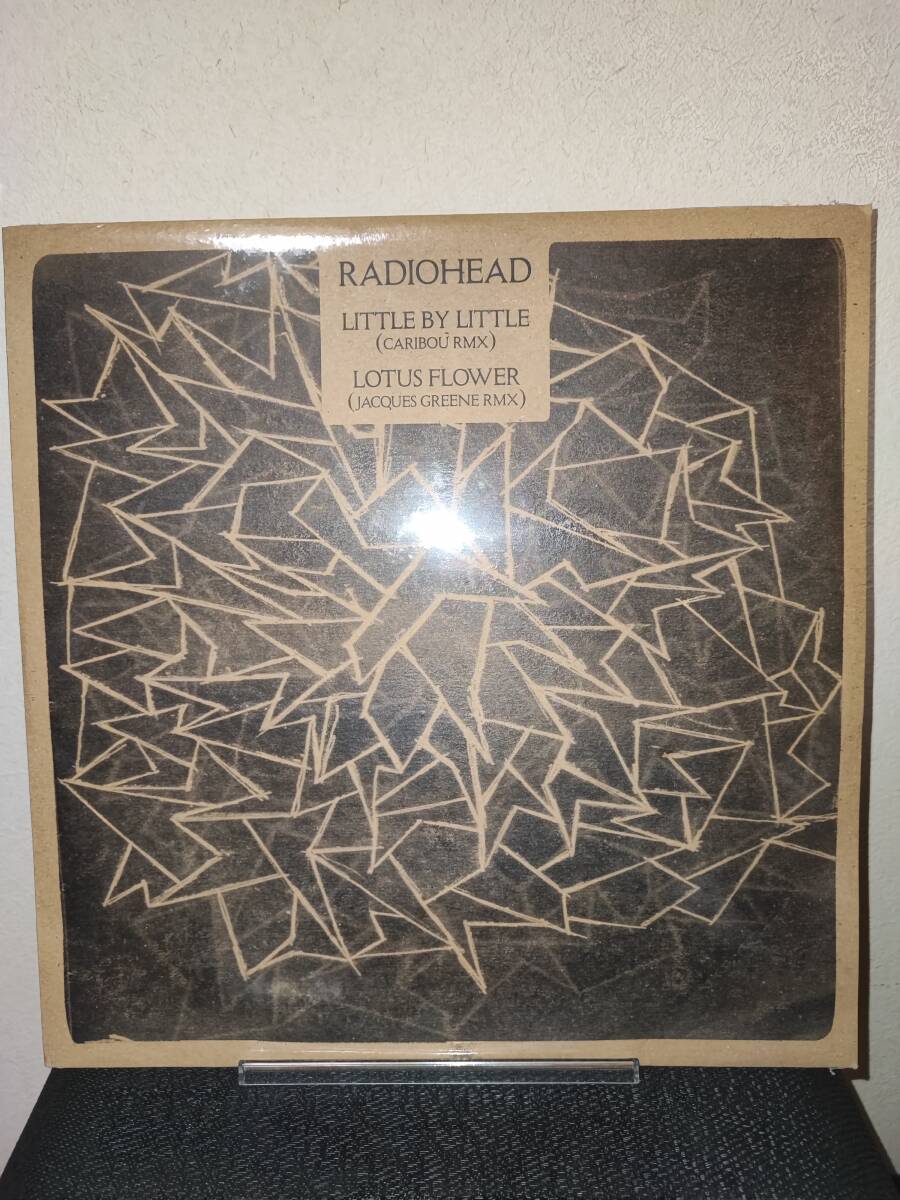 RADIOHEAD
LITTLE BY LITTLE
(CARIBOU RMX)
LOTUS FLOWER
(JACQUES GREENE RMX)